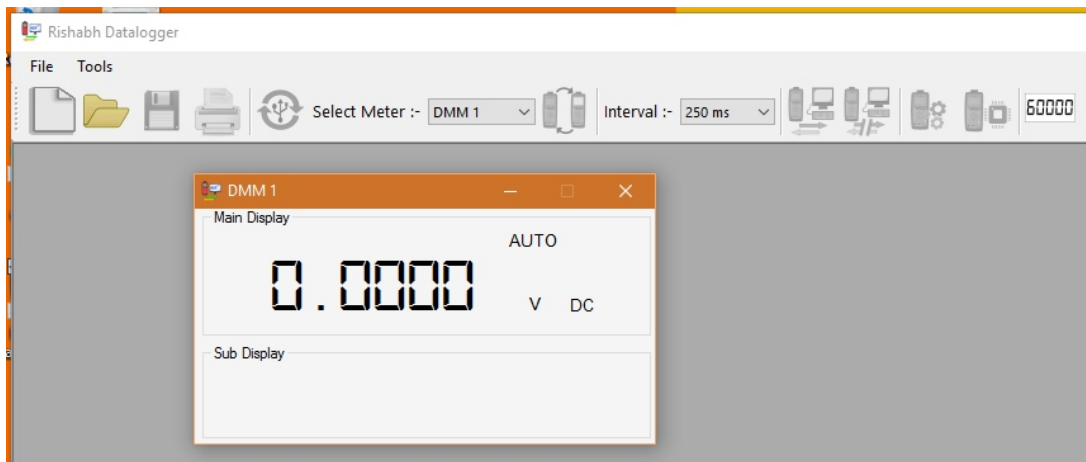 Rishabh Datalogger
File Tools
Select Meter :- DMM 1 Interval :- 250 ms 60000
DMM 1
Main Display
AUTO
0.0000 V DC
Sub Display